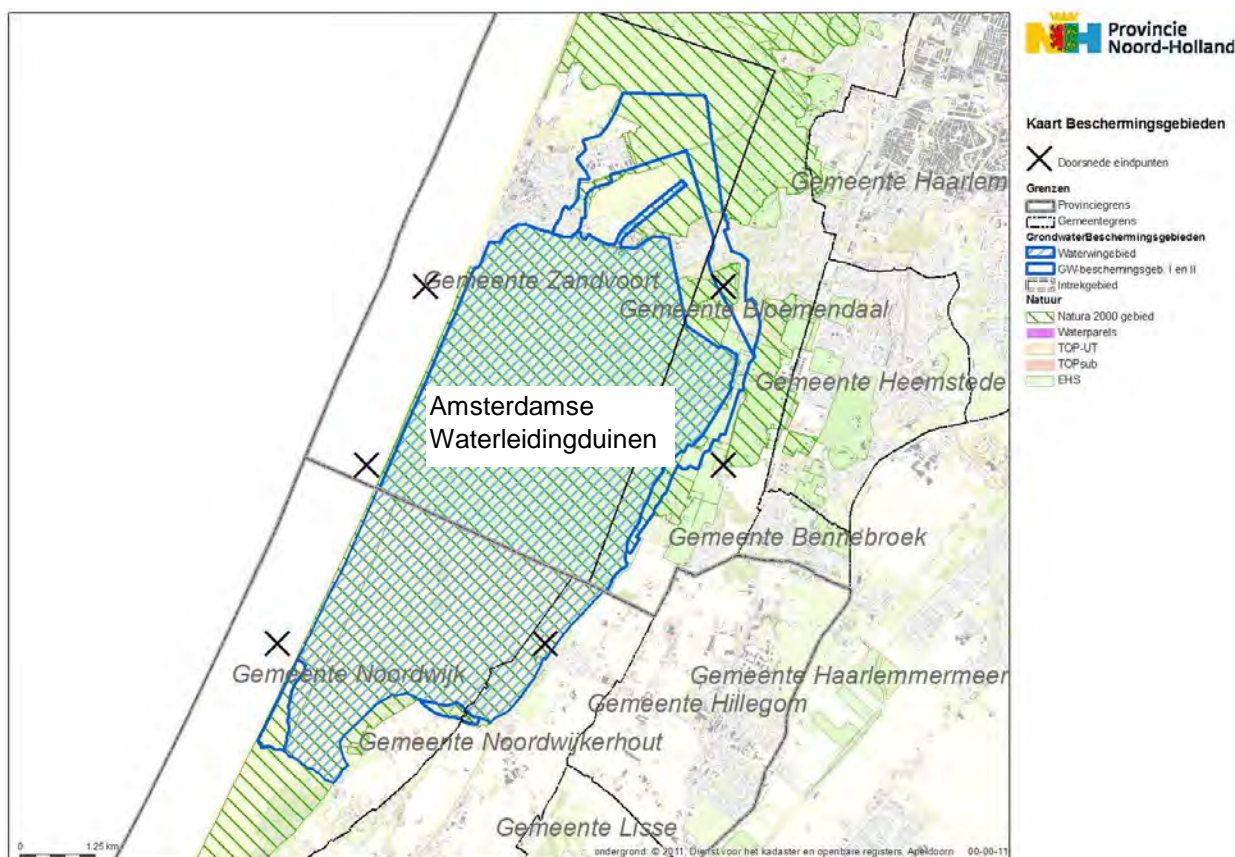 Provincie
Noord-Holland
Kaart Beschermingsgebieden
Doorsnede eindpunten
Grenzen
Provinciegrens
Gemeentegrens
GrondwaterBeschermingsgebieden
Waterwingebied
GW-beschermingsgeb. I en II
Intrekgebied
Natuur
Natura 2000 gebied
Waterparels
TOP-UT
TOPsub
EHS
Gemeente Haarlem
Gemeente Zandvoort
Gemeente Bloemendaal
Gemeente Heemstede
Amsterdamse
Waterleidingduinen
Gemeente Bennebroek
Gemeente Noordwijk
Gemeente Haarlemmermeer
Gemeente Hillegom
Gemeente Noordwijkerhout
Gemeente Lisse
0 1.25 km
ondergrond: © 2011, Dienst voor het kadaster en openbare registers, Apeldoorn 00-00-11